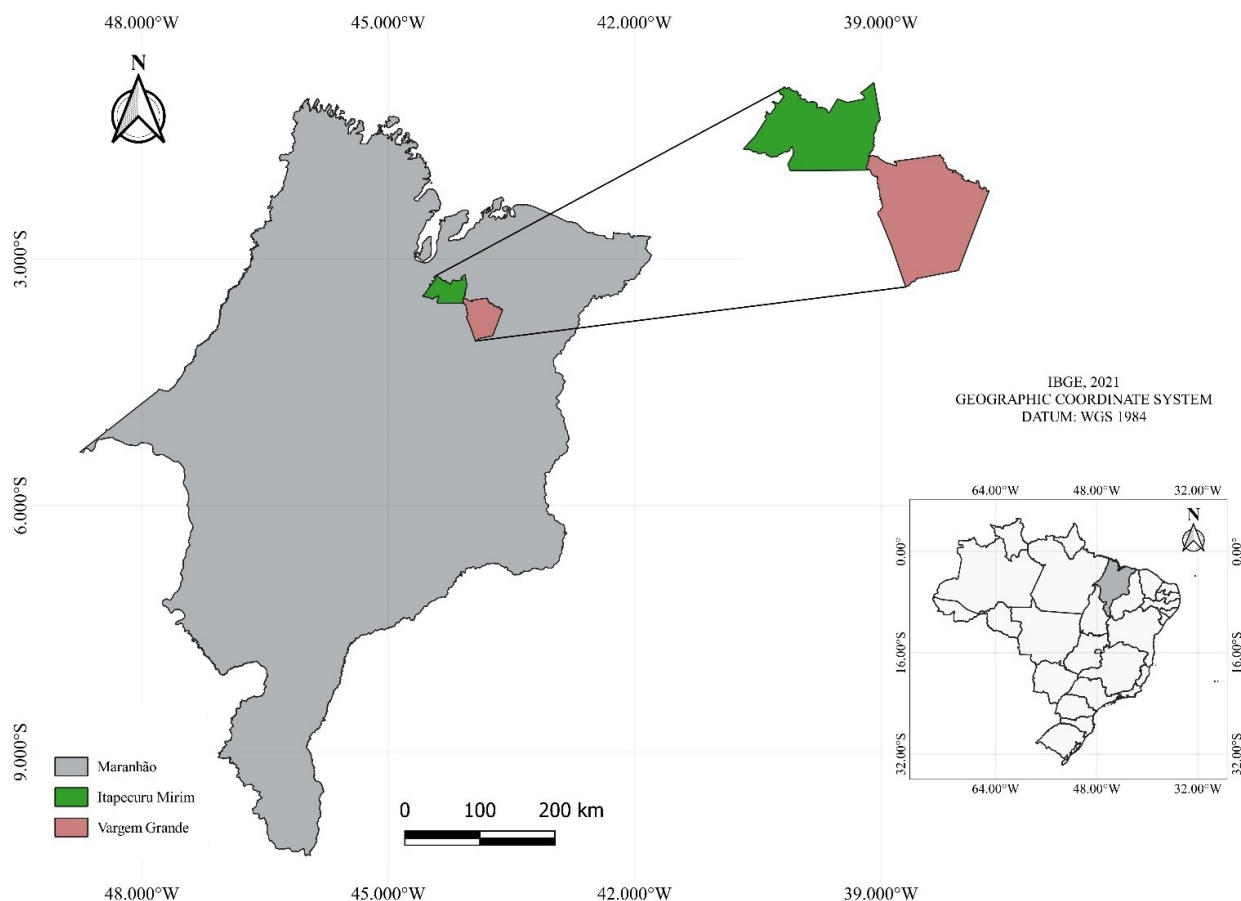 48.000°W 45.000°W 42.000°W 39.000°W
N
3.000°S
6.000°S
9.000°S
IBGE, 2021
GEOGRAPHIC COORDINATE SYSTEM
DATUM: WGS 1984
64.00°W 48.00°W 32.00°W
N
0.00° 0.00°
16.00°S 16.00°S
32.00°S 32.00°S
64.00°W 48.00°W 32.00°W
Maranhão
Itapecuru Mirim
Vargem Grande
0 100 200 km
48.000°W 45.000°W 42.000°W 39.000°W